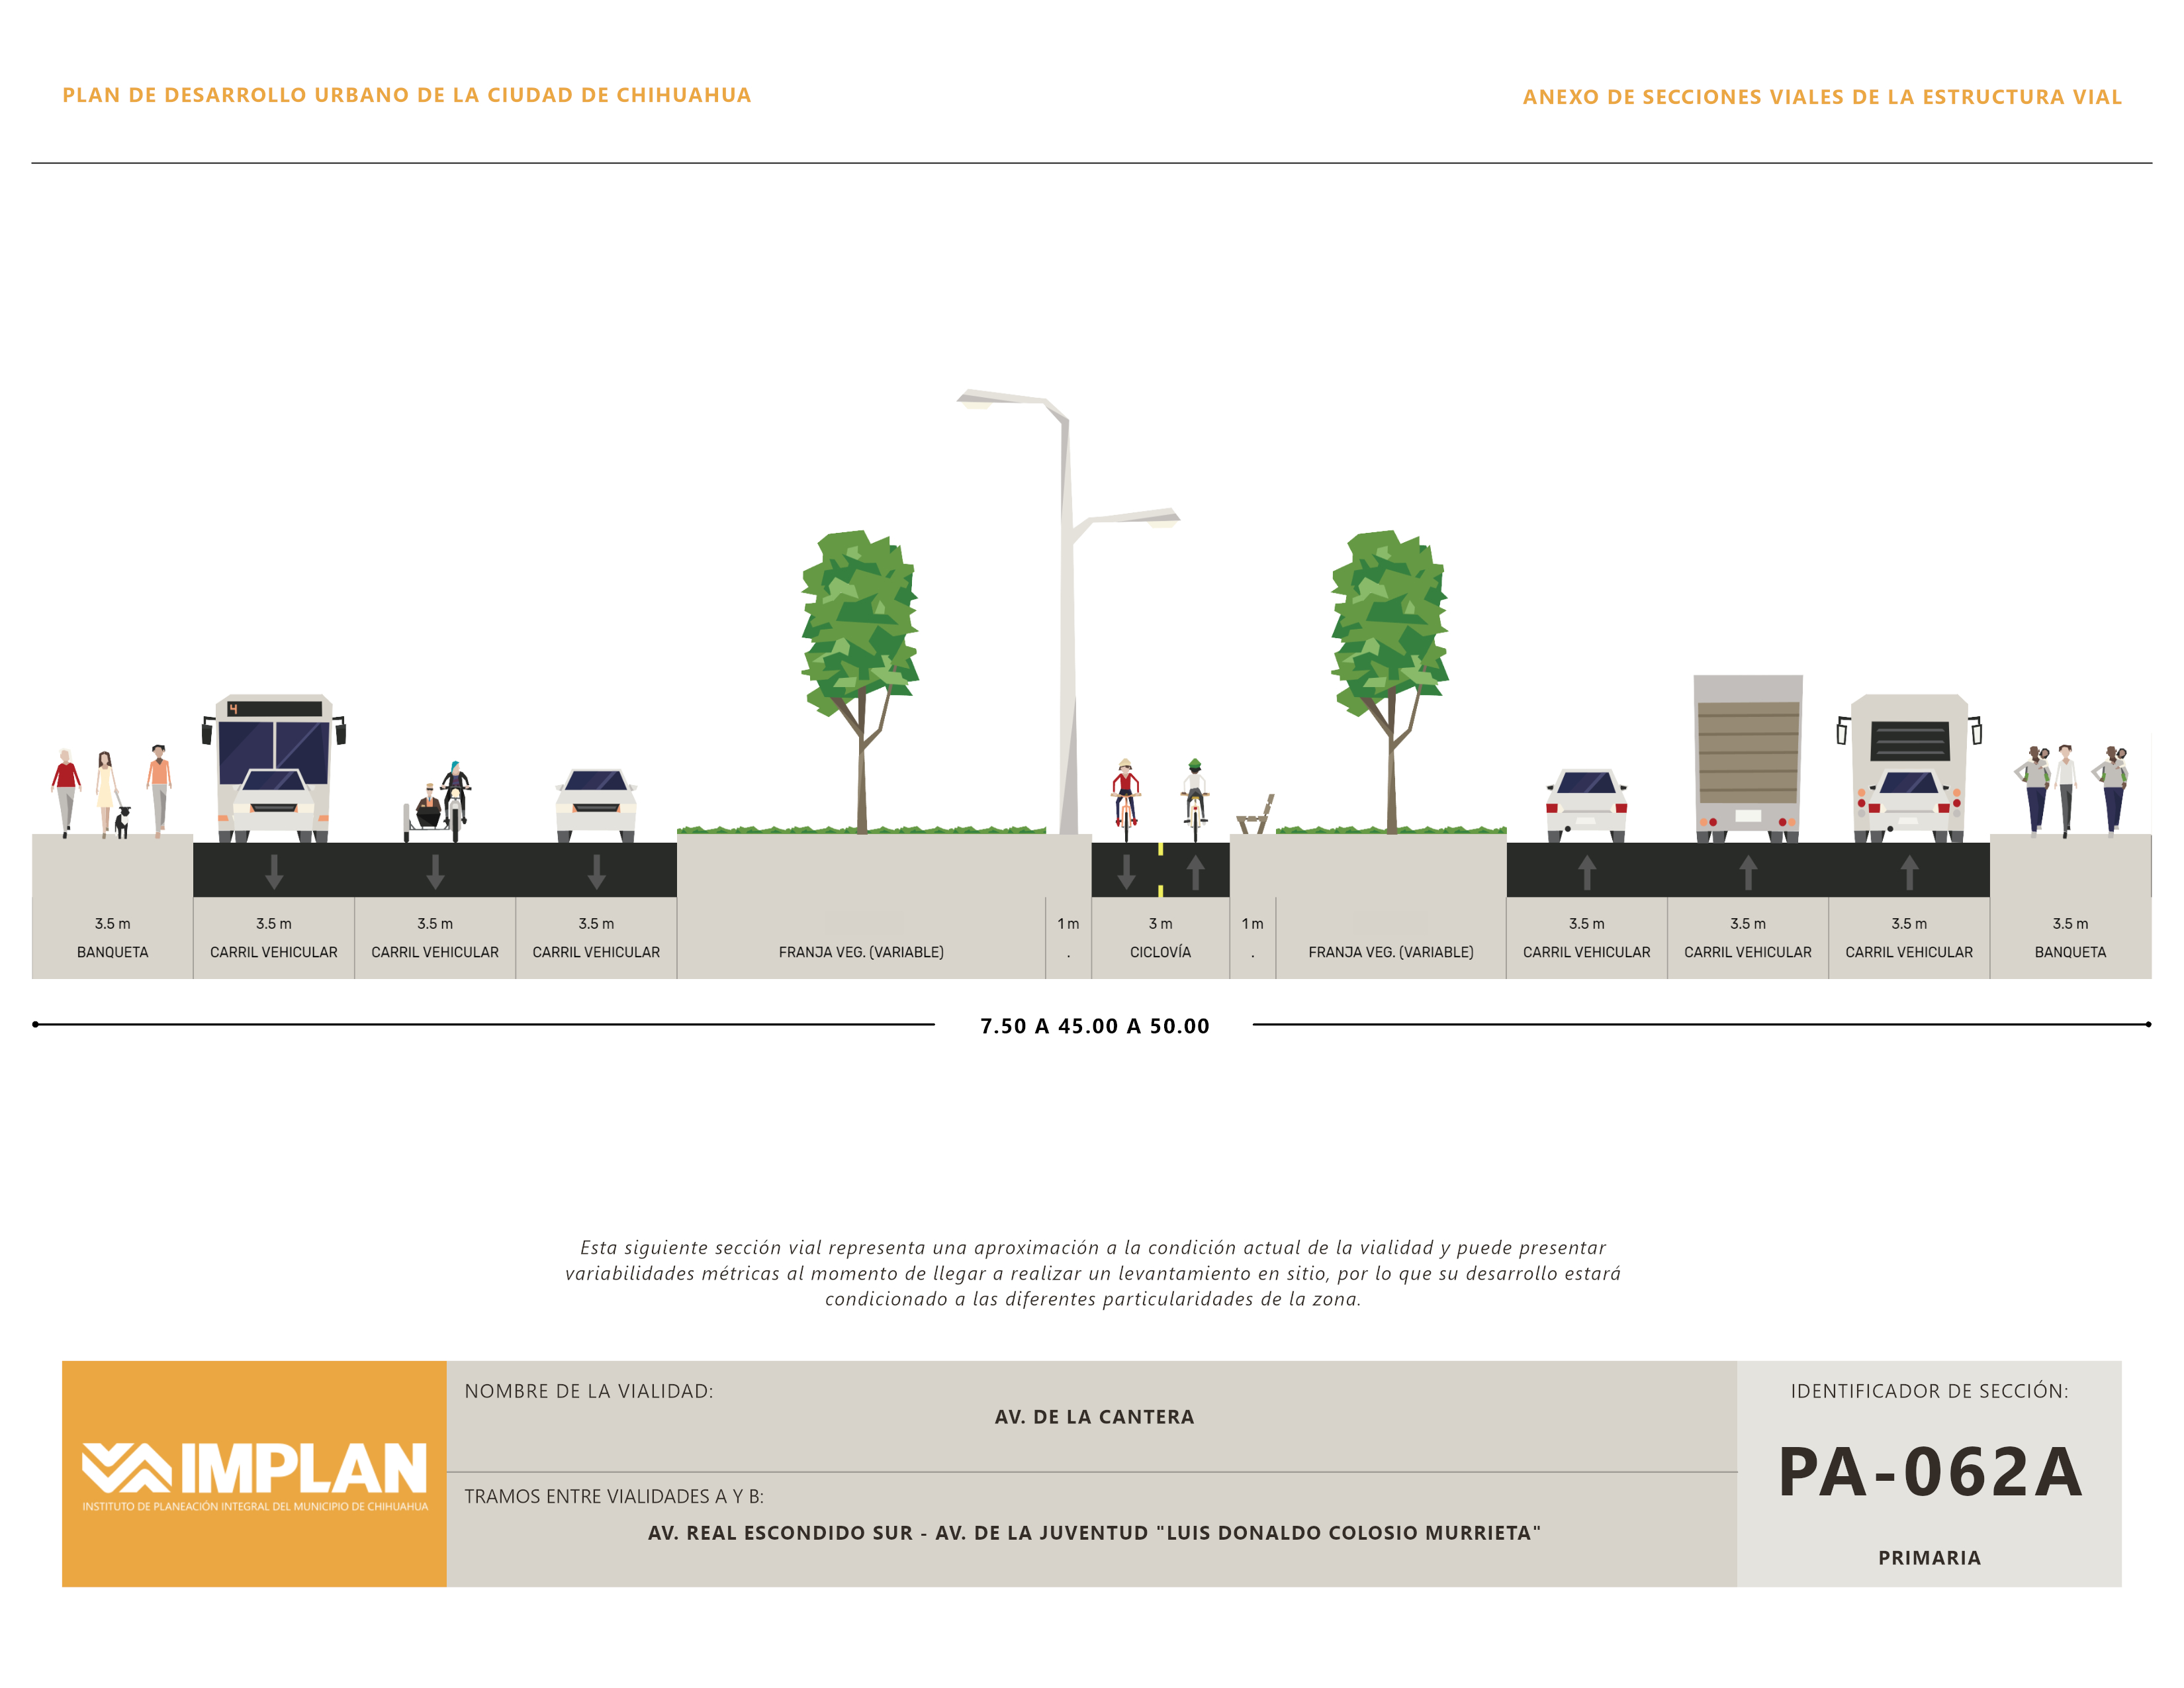 PLAN DE DESARROLLO URBANO DE LA CIUDAD DE CHIHUAHUA
ANEXO DE SECCIONES VIALES DE LA ESTRUCTURA VIAL
4
3.5 m
BANQUETA
3.5 m
CARRIL VEHICULAR
3.5 m
CARRIL VEHICULAR
3.5 m
CARRIL VEHICULAR
FRANJA VEG. (VARIABLE)
1 m
.
3 m
CICLOVÍA
1 m
.
FRANJA VEG. (VARIABLE)
3.5 m
CARRIL VEHICULAR
3.5 m
CARRIL VEHICULAR
3.5 m
CARRIL VEHICULAR
3.5 m
BANQUETA
7.50 A 45.00 A 50.00
Esta siguiente sección vial representa una aproximación a la condición actual de la vialidad y puede presentar
variabilidades métricas al momento de llegar a realizar un levantamiento en sitio, por lo que su desarrollo estará
condicionado a las diferentes particularidades de la zona.
IMPLAN
INSTITUTO DE PLANEACIÓN INTEGRAL DEL MUNICIPIO DE CHIHUAHUA
NOMBRE DE LA VIALIDAD:
AV. DE LA CANTERA
TRAMOS ENTRE VIALIDADES A Y B:
AV. REAL ESCONDIDO SUR - AV. DE LA JUVENTUD "LUIS DONALDO COLOSIO MURRIETA"
IDENTIFICADOR DE SECCIÓN:
PA-062A
PRIMARIA